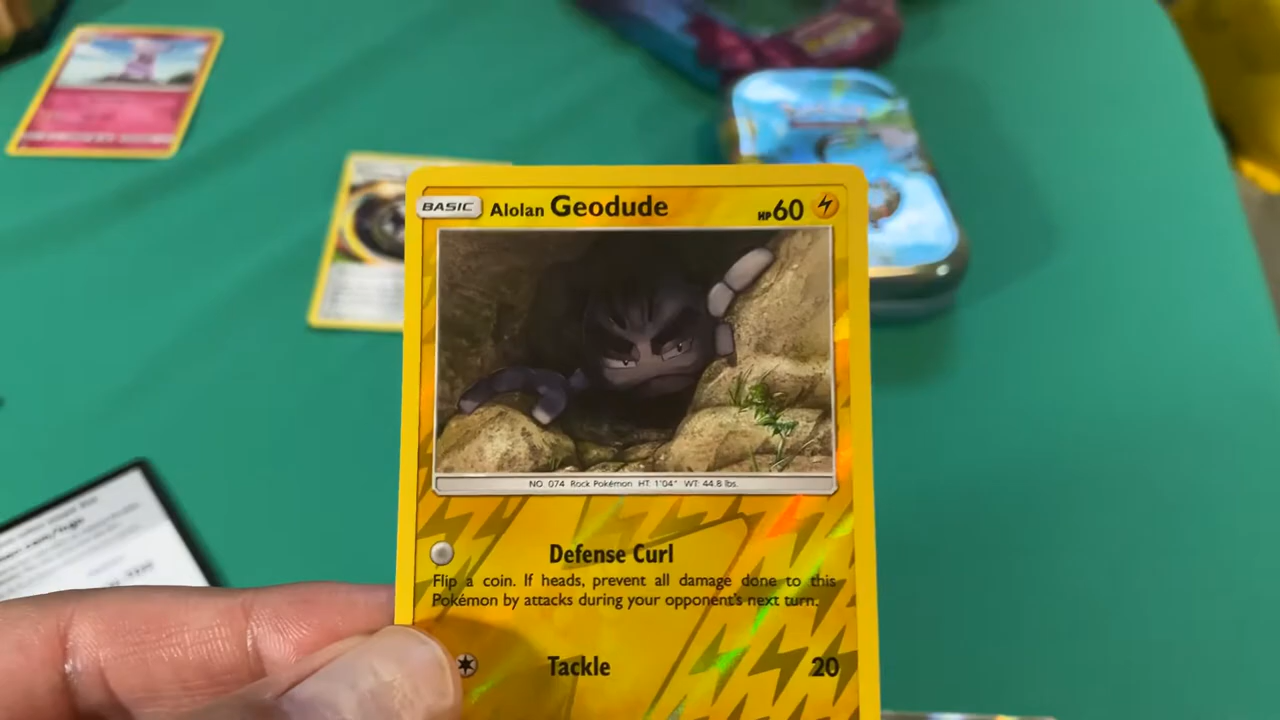 BASIC Alolan Geodude HP 60
NO. 074 Rock Pokémon HT: 1'04" WT: 44.8 lbs.
Defense Curl
Flip a coin. If heads, prevent all damage done to this
Pokémon by attacks during your opponent's next turn.
Tackle 20